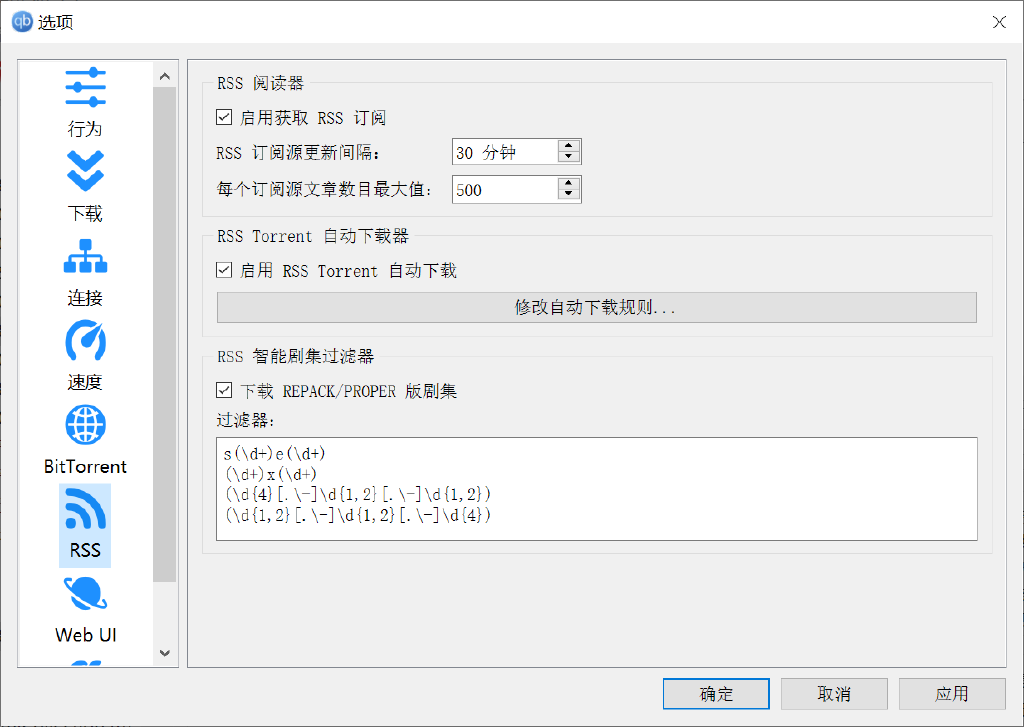 qb 选项
行为
下载
连接
速度
BitTorrent
RSS
Web UI
RSS 阅读器
启用获取 RSS 订阅
RSS 订阅源更新间隔: 30 分钟
每个订阅源文章数目最大值: 500
RSS Torrent 自动下载器
启用 RSS Torrent 自动下载
修改自动下载规则...
RSS 智能剧集过滤器
下载 REPACK/PROPER 版剧集
过滤器:
s(\d+)e(\d+)
(\d+)x(\d+)
(\d{4}[.\-]\d{1,2}[.\-]\d{1,2})
(\d{1,2}[.\-]\d{1,2}[.\-]\d{4})
确定 取消 应用